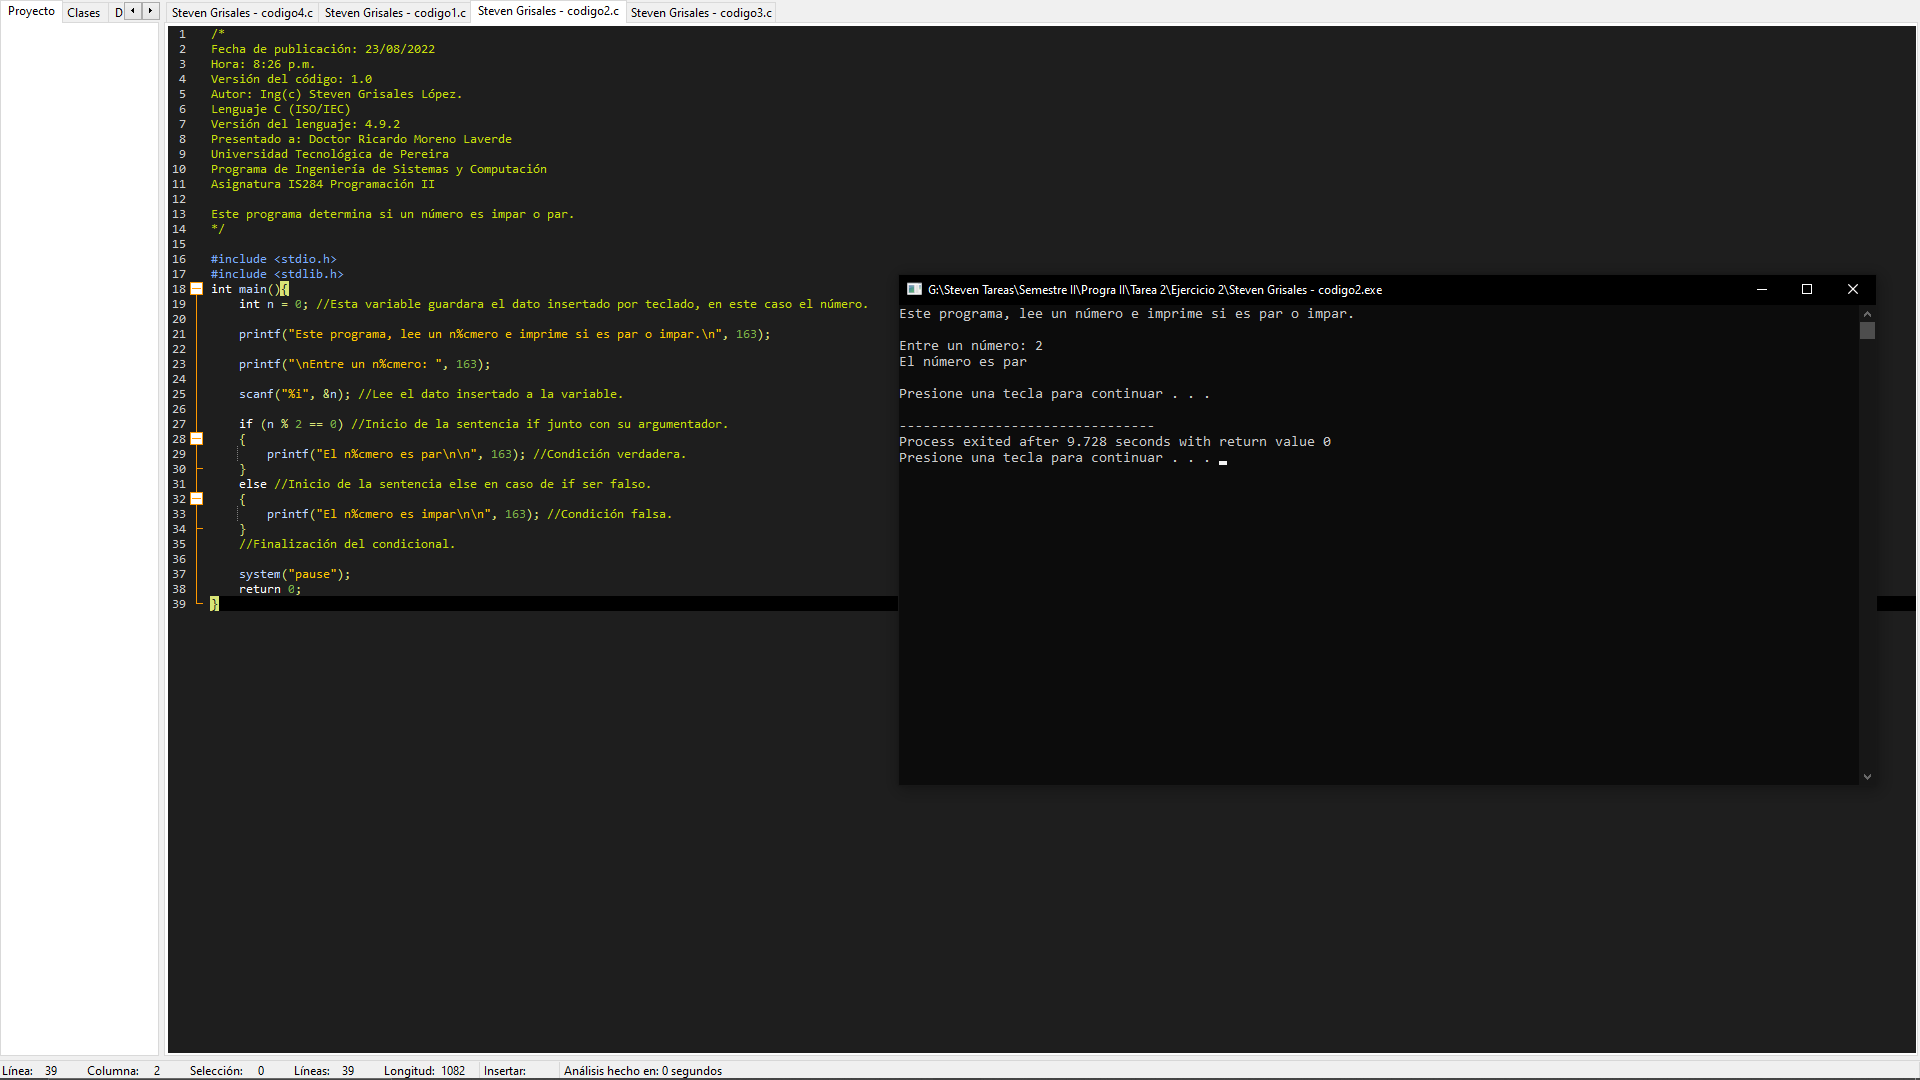 Proyecto Clases D
Steven Grisales - codigo4.c Steven Grisales - codigo1.c Steven Grisales - codigo2.c Steven Grisales - codigo3.c
1 /*
2 Fecha de publicación: 23/08/2022
3 Hora: 8:26 p.m.
4 Versión del código: 1.0
5 Autor: Ing(c) Steven Grisales López.
6 Lenguaje C (ISO/IEC)
7 Versión del lenguaje: 4.9.2
8 Presentado a: Doctor Ricardo Moreno Laverde
9 Universidad Tecnológica de Pereira
10 Programa de Ingeniería de Sistemas y Computación
11 Asignatura IS284 Programación II
12
13 Este programa determina si un número es impar o par.
14 */
15
16 #include <stdio.h>
17 #include <stdlib.h>
18 int main(){
19 int n = 0; //Esta variable guardara el dato insertado por teclado, en este caso el número.
20
21 printf("Este programa, lee un n%cmero e imprime si es par o impar.\n", 163);
22
23 printf("\nEntre un n%cmero: ", 163);
24
25 scanf("%i", &n); //Lee el dato insertado a la variable.
26
27 if (n % 2 == 0) //Inicio de la sentencia if junto con su argumentador.
28 {
29 printf("El n%cmero es par\n\n", 163); //Condición verdadera.
30 }
31 else //Inicio de la sentencia else en caso de if ser falso.
32 {
33 printf("El n%cmero es impar\n\n", 163); //Condición falsa.
34 }
35 //Finalización del condicional.
36
37 system("pause");
38 return 0;
39 }
G:\Steven Tareas\Semestre II\Progra II\Tarea 2\Ejercicio 2\Steven Grisales - codigo2.exe
Este programa, lee un número e imprime si es par o impar.
Entre un número: 2
El número es par
Presione una tecla para continuar . . .
--------------------------------
Process exited after 9.728 seconds with return value 0
Presione una tecla para continuar . . .
Línea: 39 Columna: 2 Selección: 0 Líneas: 39 Longitud: 1082 Insertar: Análisis hecho en: 0 segundos